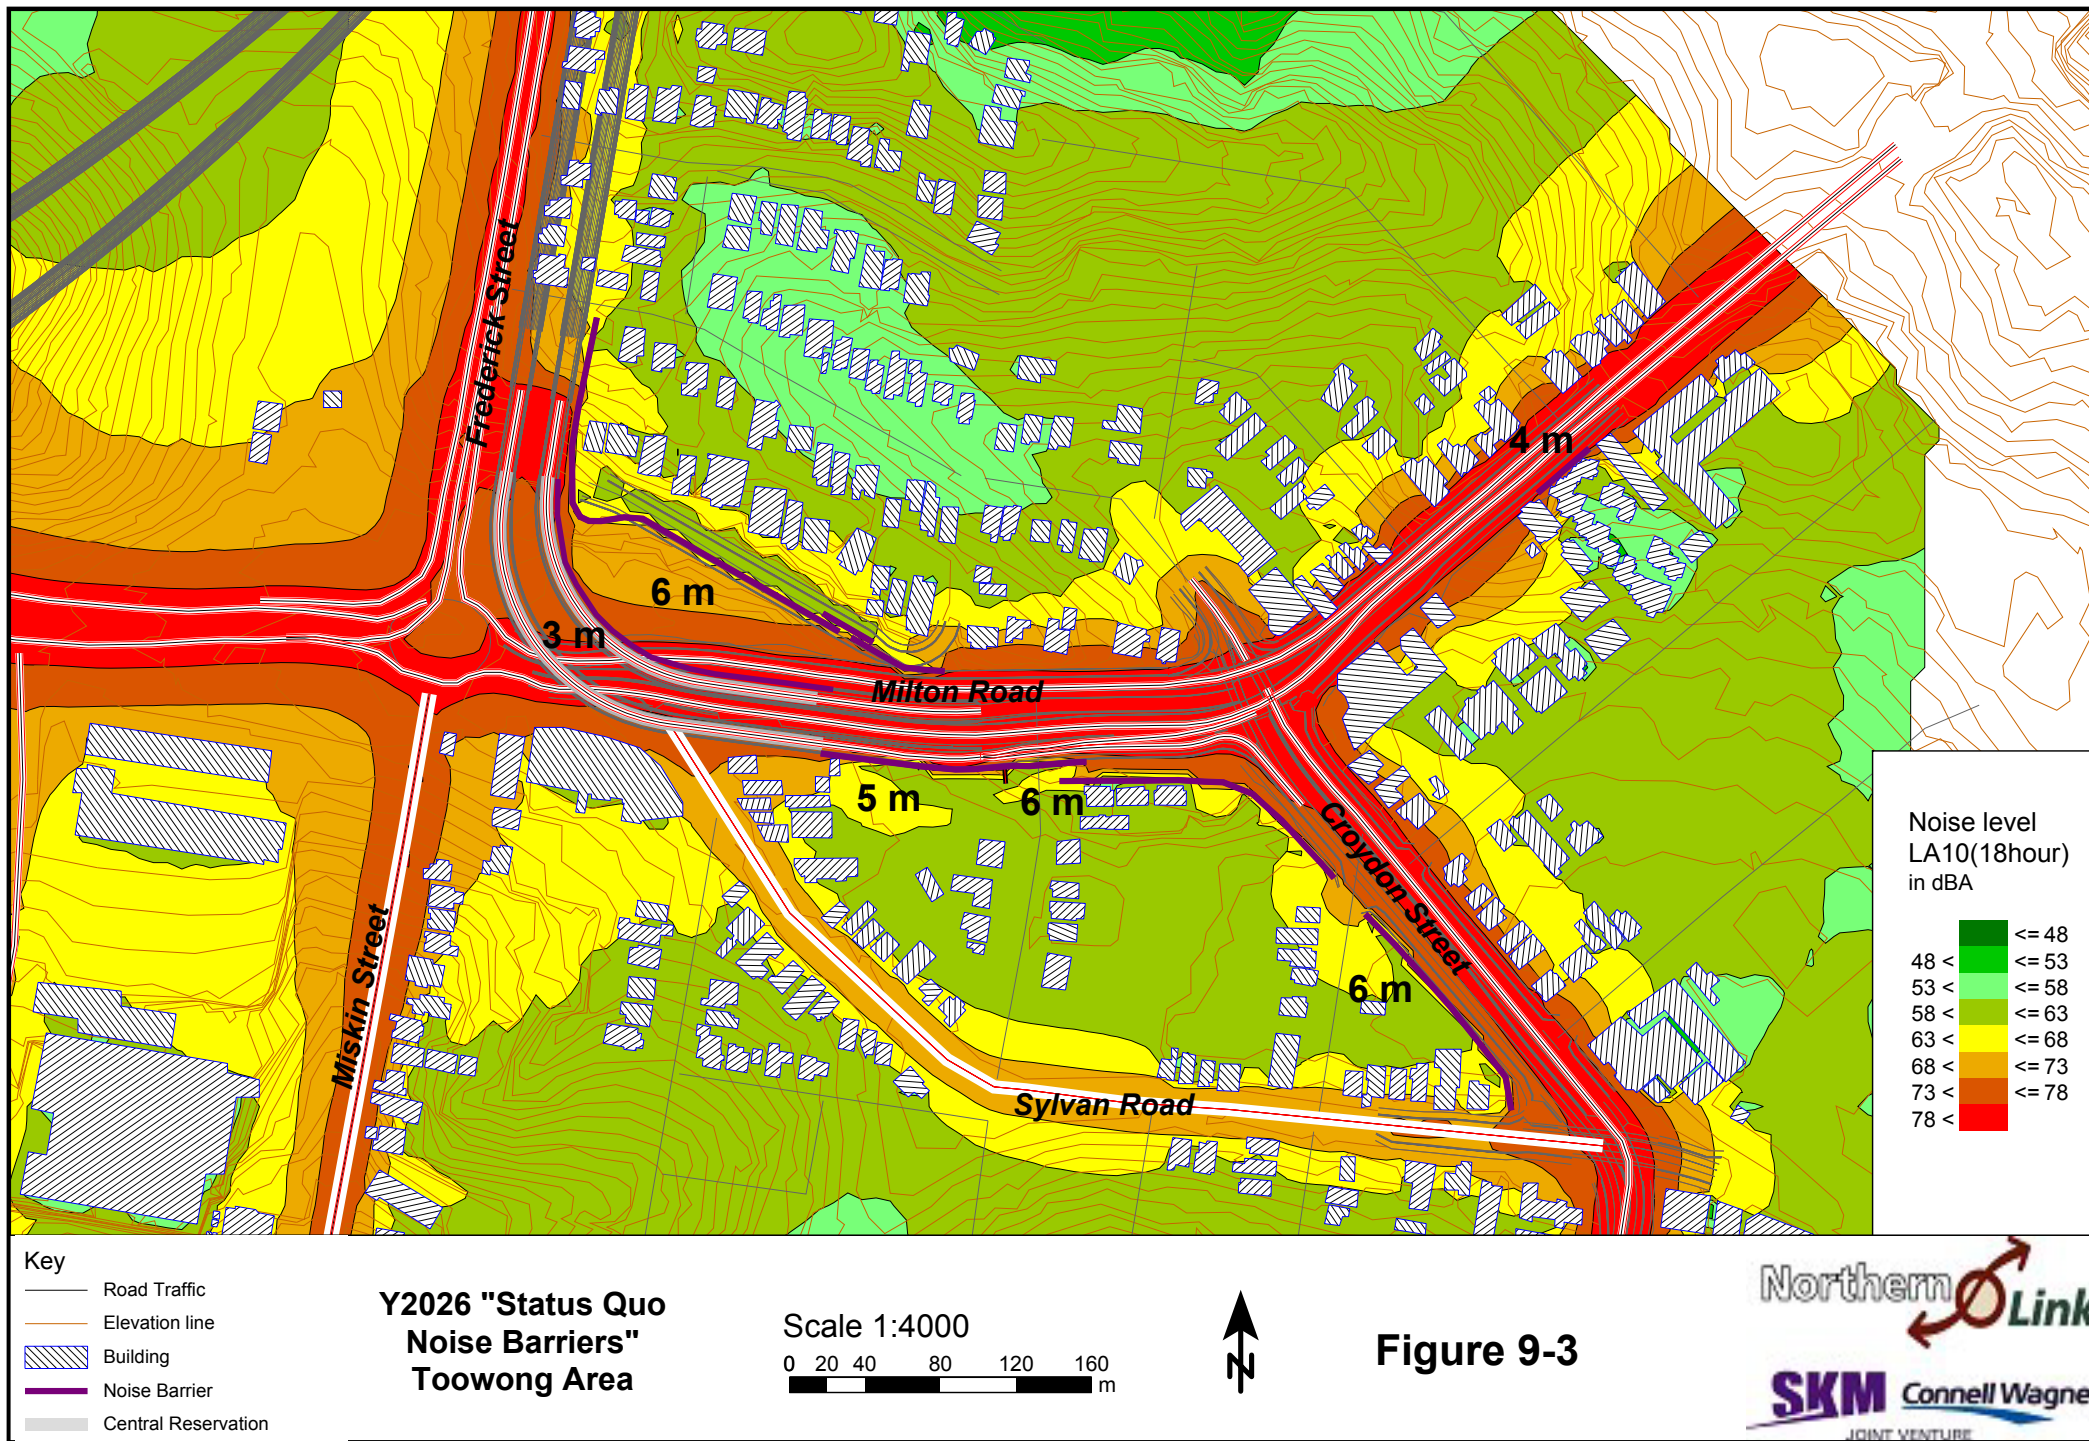 Frederick Street
4 m
6 m
3 m
Milton Road
5 m
6 m
Croydon Street
Miskin Street
6 m
Sylvan Road
Noise level
LA10(18hour)
in dBA
<= 48
48 < <= 53
53 < <= 58
58 < <= 63
63 < <= 68
68 < <= 73
73 < <= 78
78 <
Key
Road Traffic
Elevation line
Building
Noise Barrier
Central Reservation
Y2026 "Status Quo
Noise Barriers"
Toowong Area
Scale 1:4000
0 20 40 80 120 160
m
N
Figure 9-3
Northern
Link
SKM Connell Wagne
JOINT VENTURE